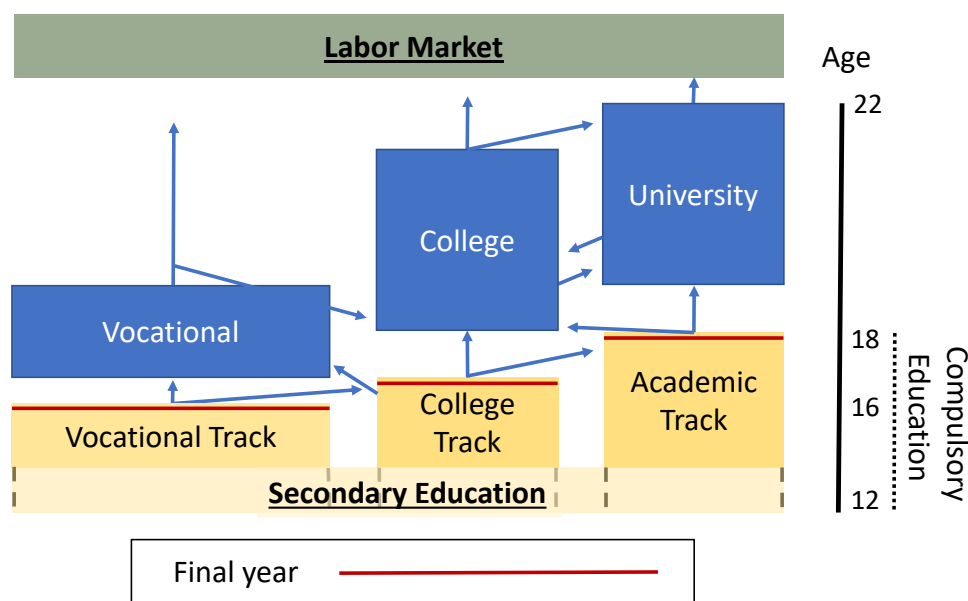 Labor Market
Age
22
University
College
Vocational
18
Compulsory
Education
Academic
Track
College
Track
16
Vocational Track
Secondary Education
12
Final year